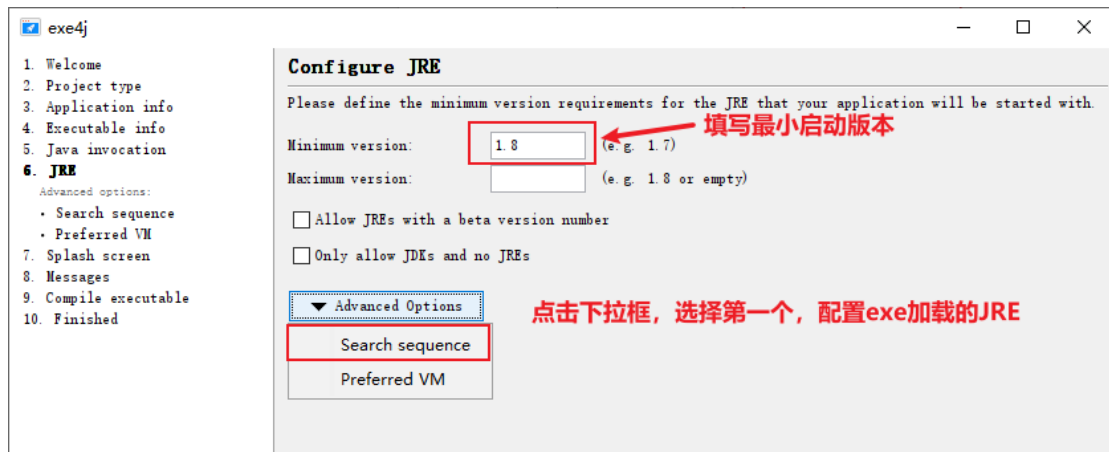 exe4j
1. Welcome
2. Project type
3. Application info
4. Executable info
5. Java invocation
6. JRE
Advanced options:
• Search sequence
• Preferred VM
7. Splash screen
8. Messages
9. Compile executable
10. Finished
Configure JRE
Please define the minimum version requirements for the JRE that your application will be started with.
填写最小启动版本
Minimum version: 1.8 (e.g. 1.7)
Maximum version: (e.g. 1.8 or empty)
Allow JREs with a beta version number
Only allow JDKs and no JREs
Advanced Options
点击下拉框，选择第一个，配置exe加载的JRE
Search sequence
Preferred VM